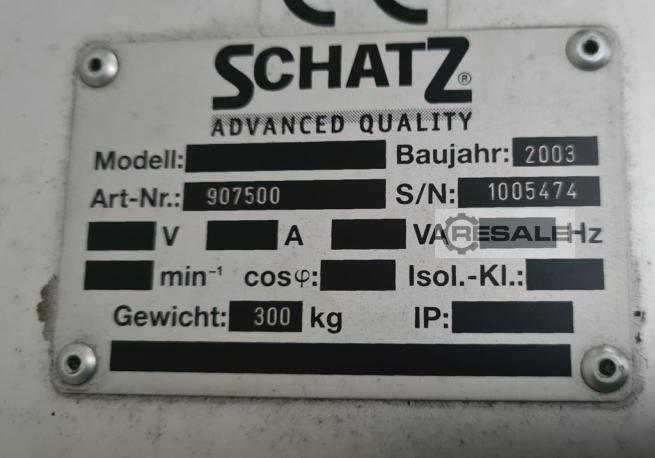 CE
SCHATZ®
ADVANCED QUALITY
Modell: Baujahr: 2003
Art-Nr.: 907500 S/N: 1005474
V A VA Hz
RESALE
min⁻¹ cosφ: Isol.-Kl.:
Gewicht: 300 kg IP: